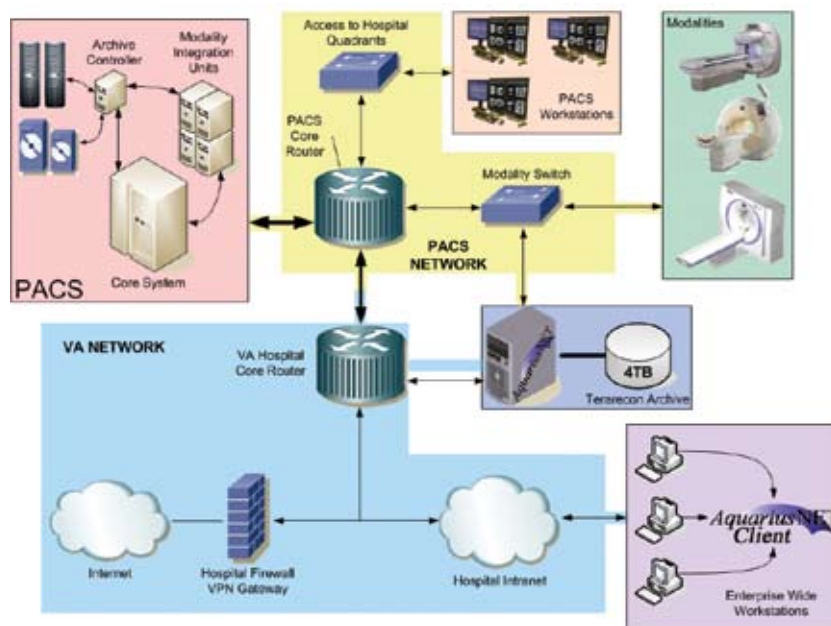 Archive
Controller
Modality
Integration
Units
Core System
PACS
Access to Hospital
Quadrants
PACS
Core
Router
PACS
Workstations
Modality Switch
PACS
NETWORK
Modalities
VA NETWORK
VA Hospital
Core Router
AquariusNET
4TB
Terarecon Archive
Internet
Hospital Firewall
VPN Gateway
Hospital Intranet
AquariusNE
Client
Enterprise Wide
Workstations